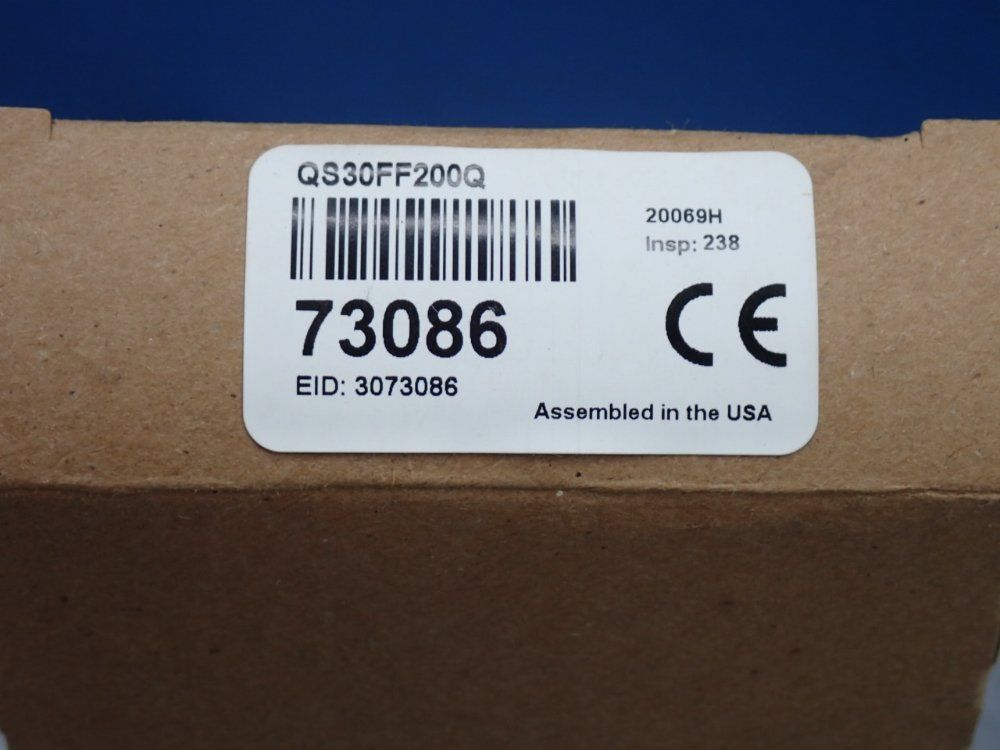 QS30FF200Q
20069H
Insp: 238
73086
CE
EID: 3073086
Assembled in the USA